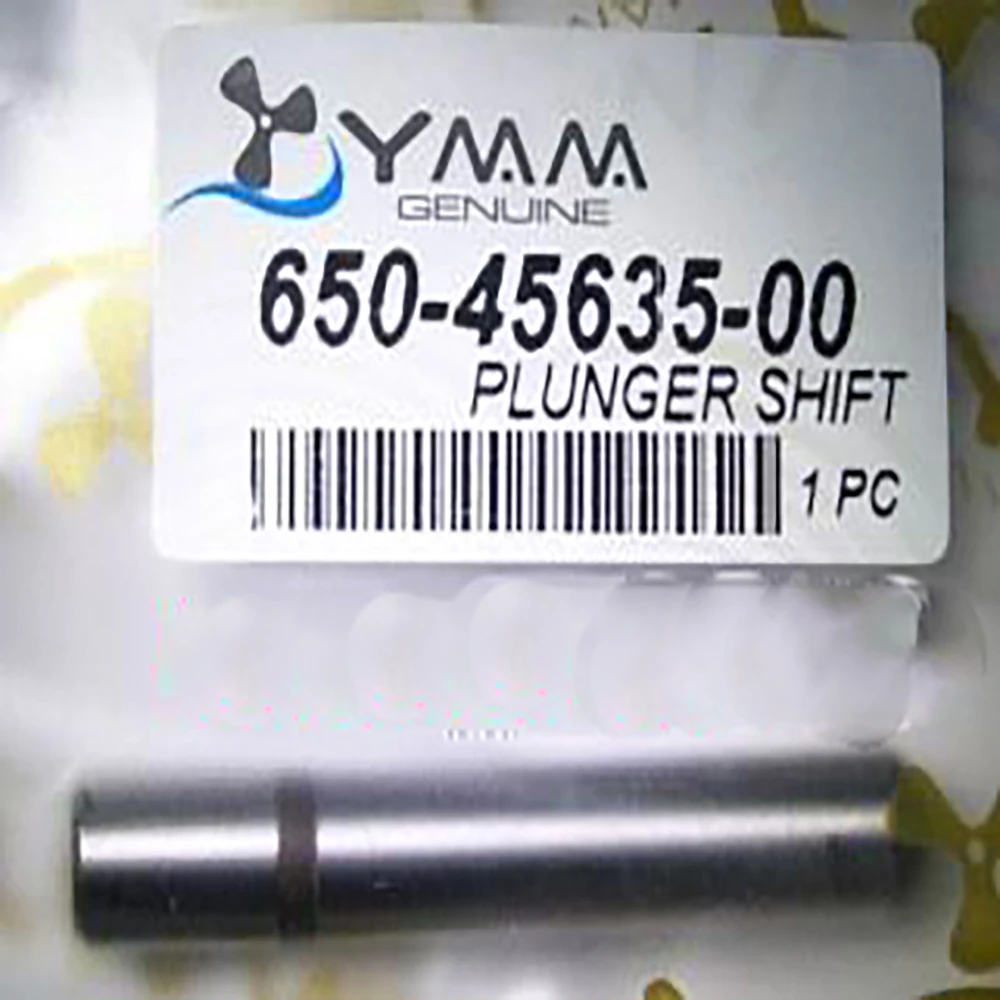 YMM
GENUINE
650-45635-00
PLUNGER SHIFT
1 PC